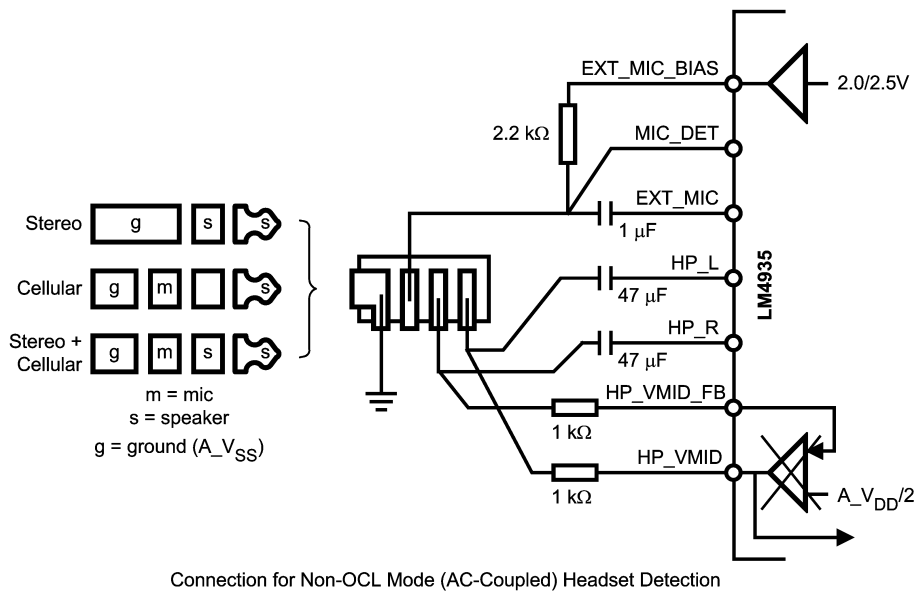 EXT_MIC_BIAS
2.0/2.5V
2.2 kΩ
MIC_DET
EXT_MIC
1 μF
Stereo
g
s
s
HP_L
47 μF
LM4935
Cellular
g
m
s
HP_R
47 μF
Stereo +
Cellular
g
m
s
s
m = mic
s = speaker
g = ground (A_VSS)
HP_VMID_FB
1 kΩ
HP_VMID
1 kΩ
A_VDD/2
Connection for Non-OCL Mode (AC-Coupled) Headset Detection